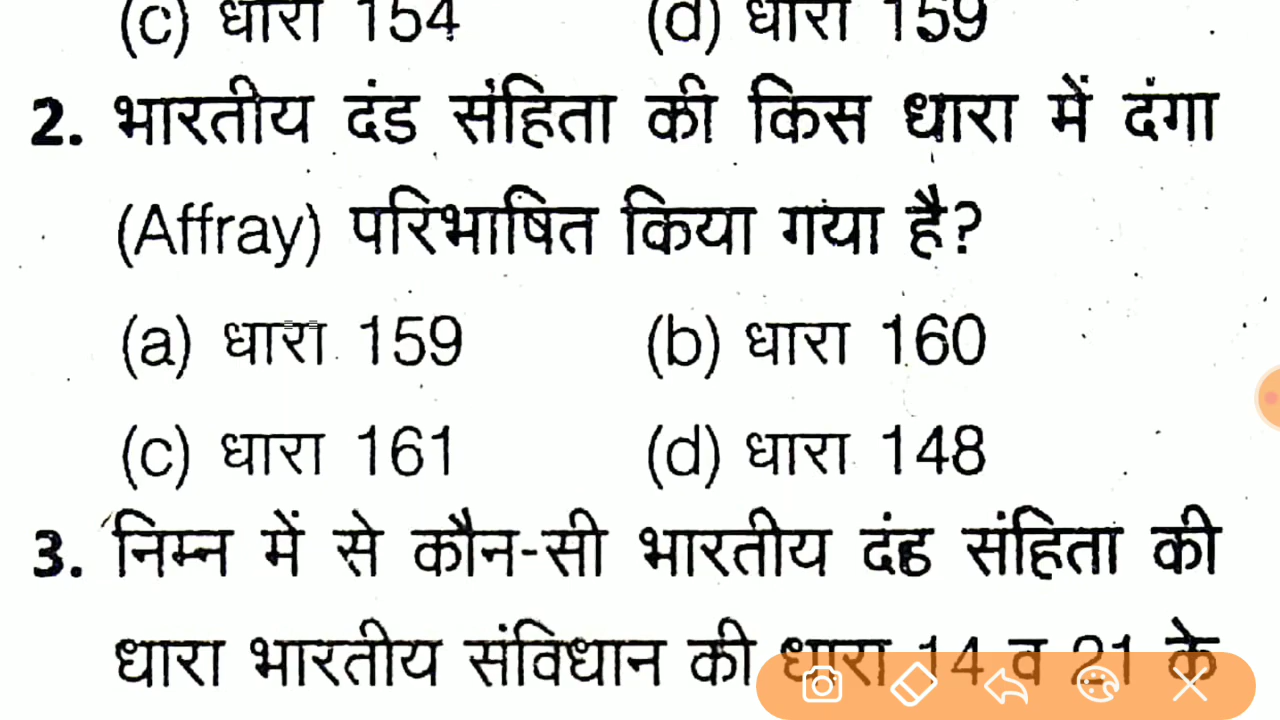 (c) धारा 154 (d) धारा 159
2. भारतीय दंड संहिता की किस धारा में दंगा
(Affray) परिभाषित किया गया है?
(a) धारा 159 (b) धारा 160
(c) धारा 161 (d) धारा 148
3. निम्न में से कौन-सी भारतीय दंड संहिता की
धारा भारतीय संविधान की धारा 14 व 21 के